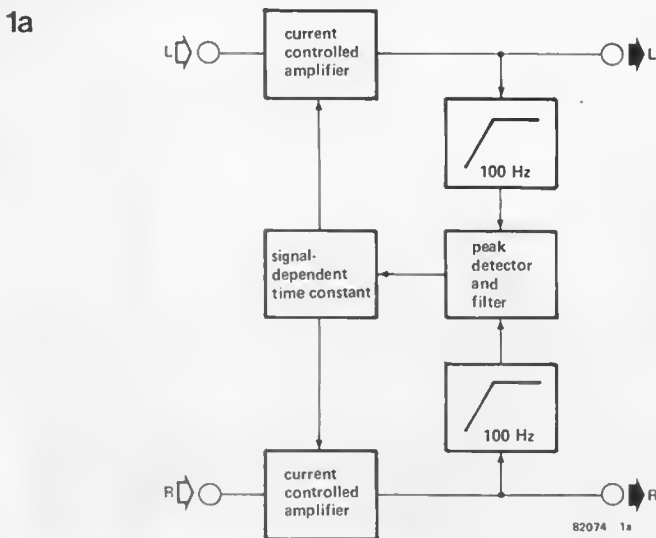 1a
L
current
controlled
amplifier
L
100 Hz
signal-
dependent
time constant
peak
detector
and
filter
100 Hz
R
current
controlled
amplifier
R
82074 1a